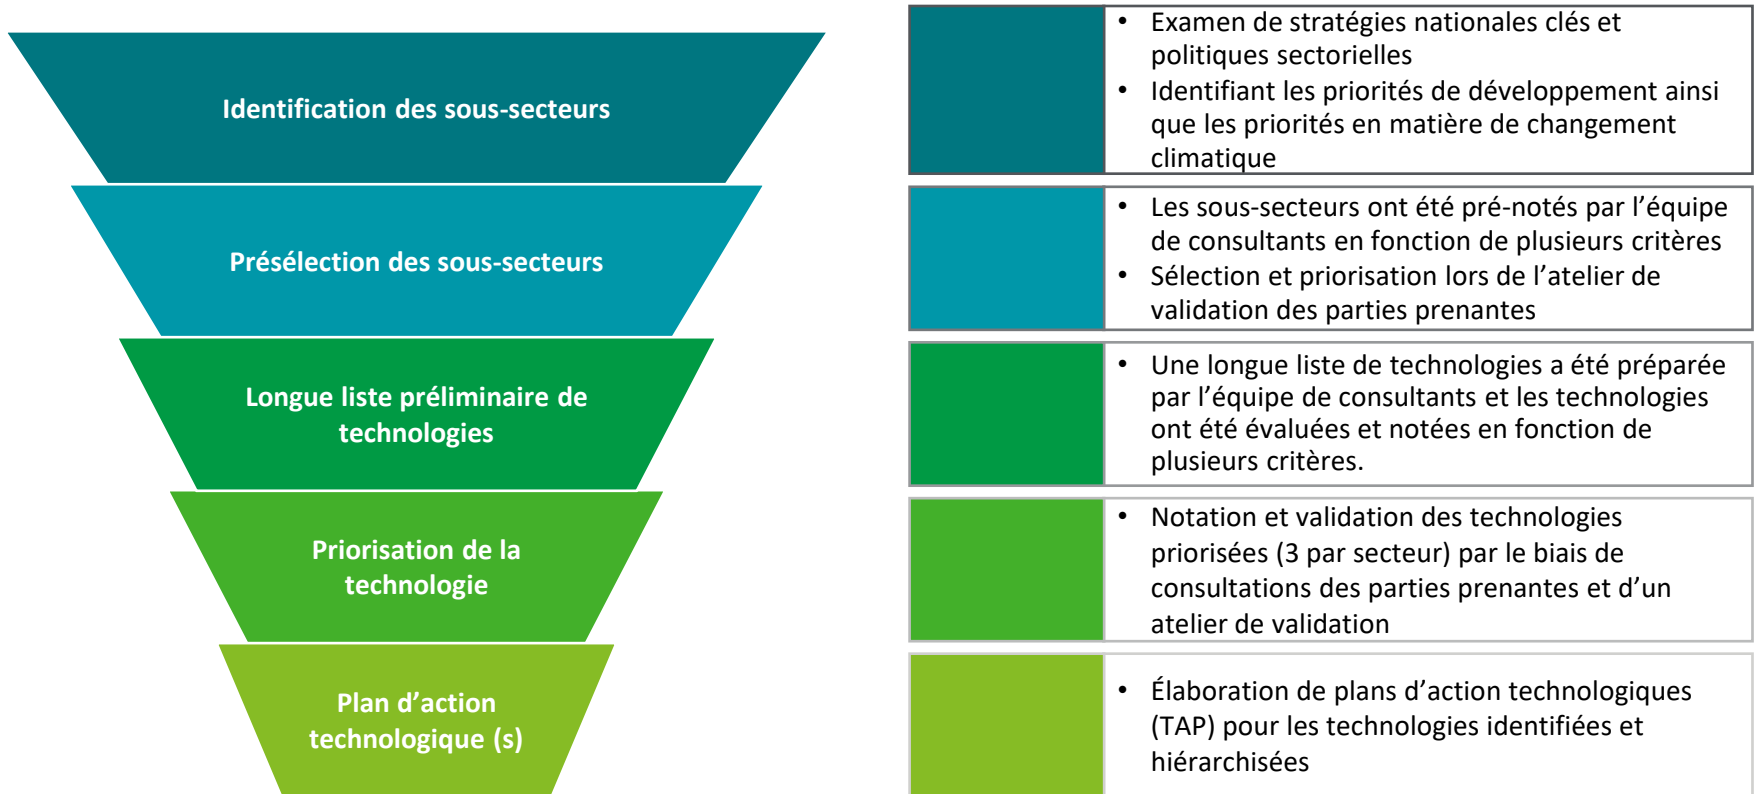 Identification des sous-secteurs
• Examen de stratégies nationales clés et
politiques sectorielles
• Identifiant les priorités de développement ainsi
que les priorités en matière de changement
climatique
Présélection des sous-secteurs
• Les sous-secteurs ont été pré-notés par l’équipe
de consultants en fonction de plusieurs critères
• Sélection et priorisation lors de l’atelier de
validation des parties prenantes
Longue liste préliminaire de
technologies
• Une longue liste de technologies a été préparée
par l’équipe de consultants et les technologies
ont été évaluées et notées en fonction de
plusieurs critères.
Priorisation de la
technologie
• Notation et validation des technologies
priorisées (3 par secteur) par le biais de
consultations des parties prenantes et d’un
atelier de validation
Plan d’action
technologique (s)
• Élaboration de plans d’action technologiques
(TAP) pour les technologies identifiées et
hiérarchisées